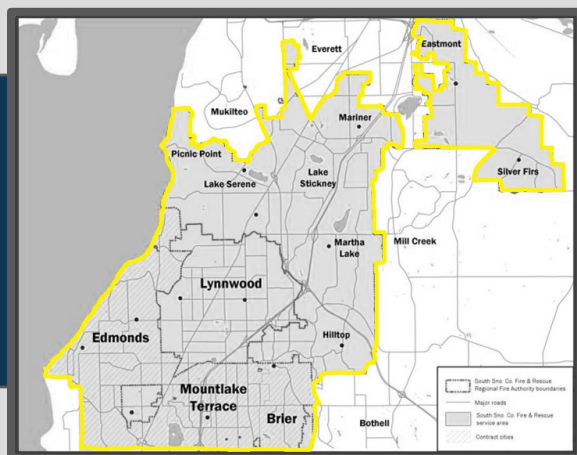 Everett
Eastmont
Mukilteo
Mariner
Picnic Point
Lake Serene
Lake
Stickney
Silver Firs
Martha
Lake
Mill Creek
Lynnwood
Edmonds
Hilltop
Mountlake
Terrace
Brier
Bothell
South Sno. Co. Fire & Rescue
Regional Fire Authority boundaries
Major roads
South Sno. Co. Fire & Rescue
service area
Contract cities